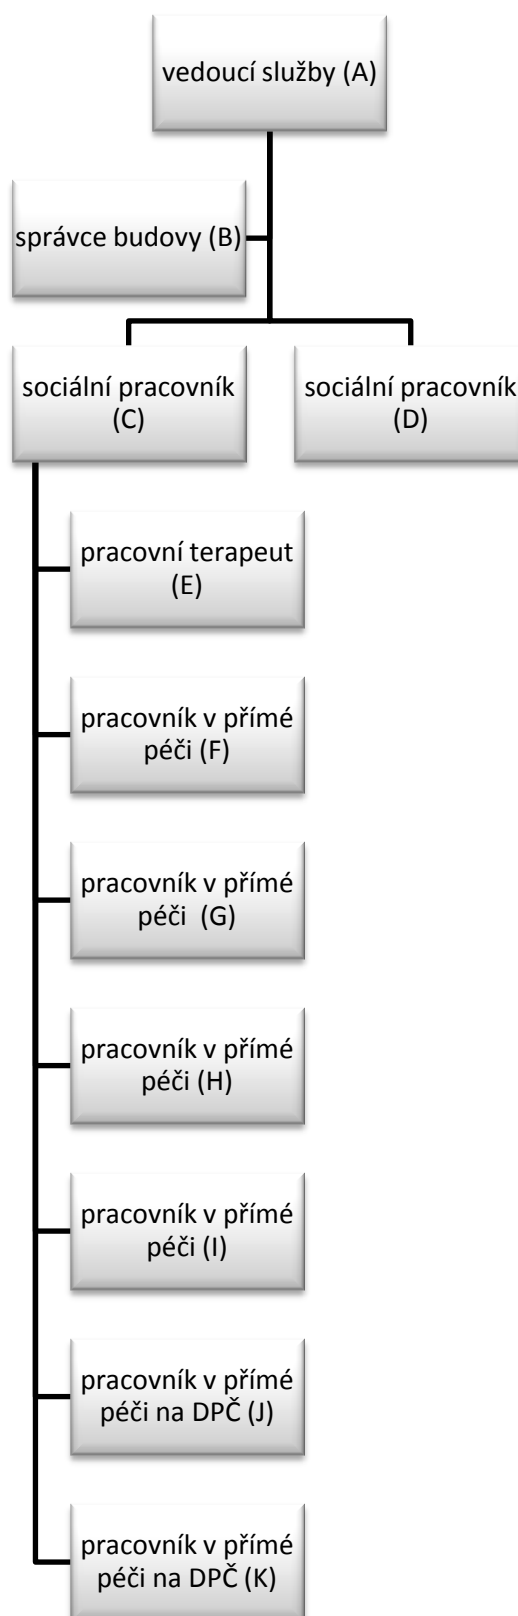 vedoucí služby (A)
správce budovy (B)
sociální pracovník
(C)
sociální pracovník
(D)
pracovní terapeut
(E)
pracovník v přímé
péči (F)
pracovník v přímé
péči  (G)
pracovník v přímé
péči (H)
pracovník v přímé
péči (I)
pracovník v přímé
péči na DPČ (J)
pracovník v přímé
péči na DPČ (K)